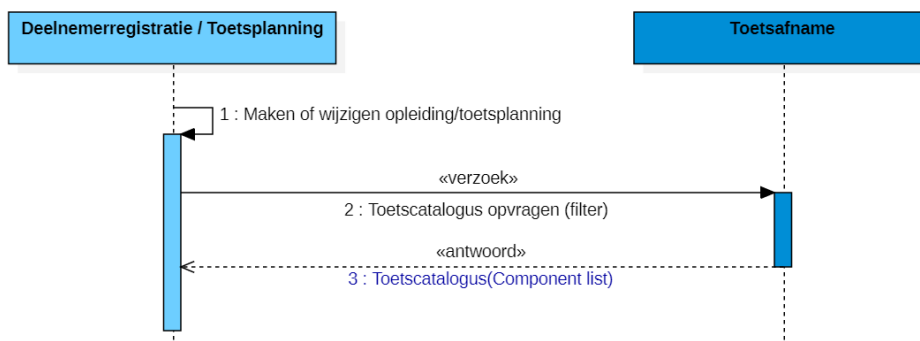 Deelnemerregistratie / Toetsplanning
Toetsafname
1 : Maken of wijzigen opleiding/toetsplanning
«verzoek»
2 : Toetscatalogus opvragen (filter)
«antwoord»
3 : Toetscatalogus(Component list)